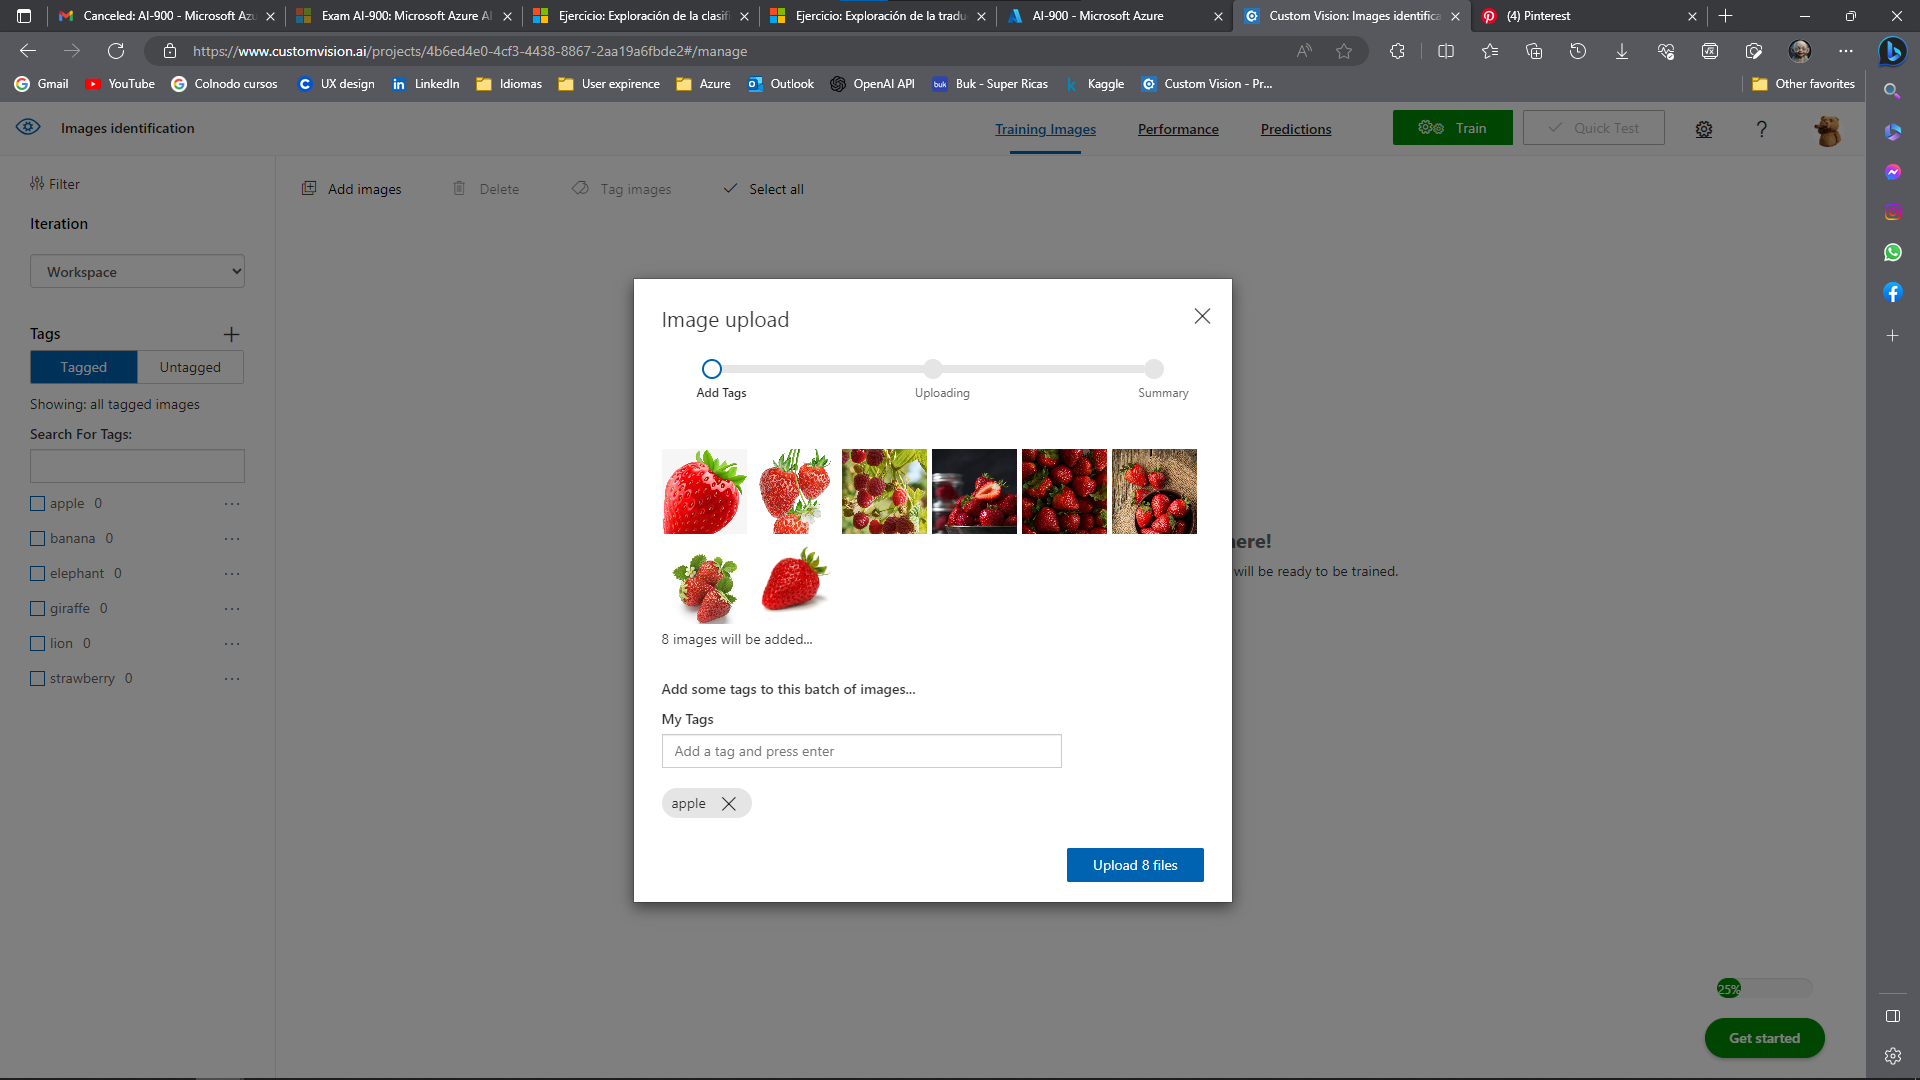 Canceled: AI-900 - Microsoft Azu
Exam AI-900: Microsoft Azure AI
Ejercicio: Exploración de la clasifi
Ejercicio: Exploración de la tradu
AI-900 - Microsoft Azure
Custom Vision: Images identifica
(4) Pinterest
https://www.customvision.ai/projects/4b6ed4e0-4cf3-4438-8867-2aa19a6fbde2#/manage
Gmail
YouTube
Colnodo cursos
UX design
LinkedIn
Idiomas
User expirence
Azure
Outlook
OpenAI API
Buk - Super Ricas
Kaggle
Custom Vision - Pr...
Other favorites
Images identification
Training Images
Performance
Predictions
Train
Quick Test
Filter
Add images
Delete
Tag images
Select all
Iteration
Workspace
Tags
Tagged
Untagged
Showing: all tagged images
Search For Tags:
apple 0
banana 0
elephant 0
giraffe 0
lion 0
strawberry 0
Image upload
Add Tags
Uploading
Summary
here!
will be ready to be trained.
8 images will be added...
Add some tags to this batch of images...
My Tags
Add a tag and press enter
apple
Upload 8 files
25%
Get started